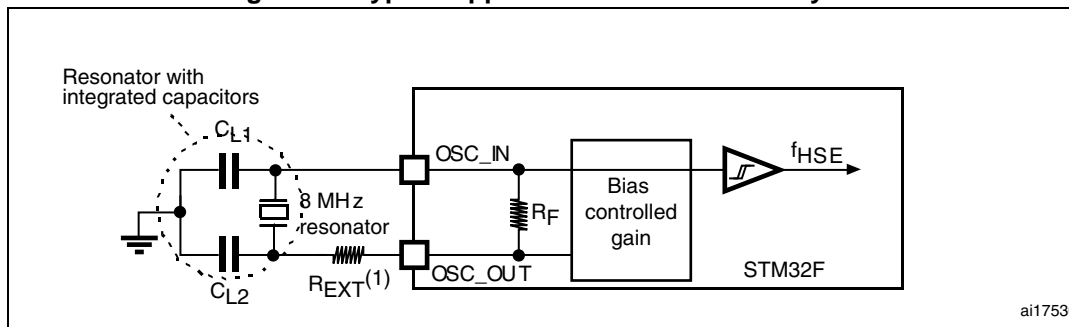 Resonator with
integrated capacitors
CL1
OSC_IN
fHSE
8 MHz
resonator
RF
Bias
controlled
gain
OSC_OUT
STM32F
REXT(1)
CL2
ai1753